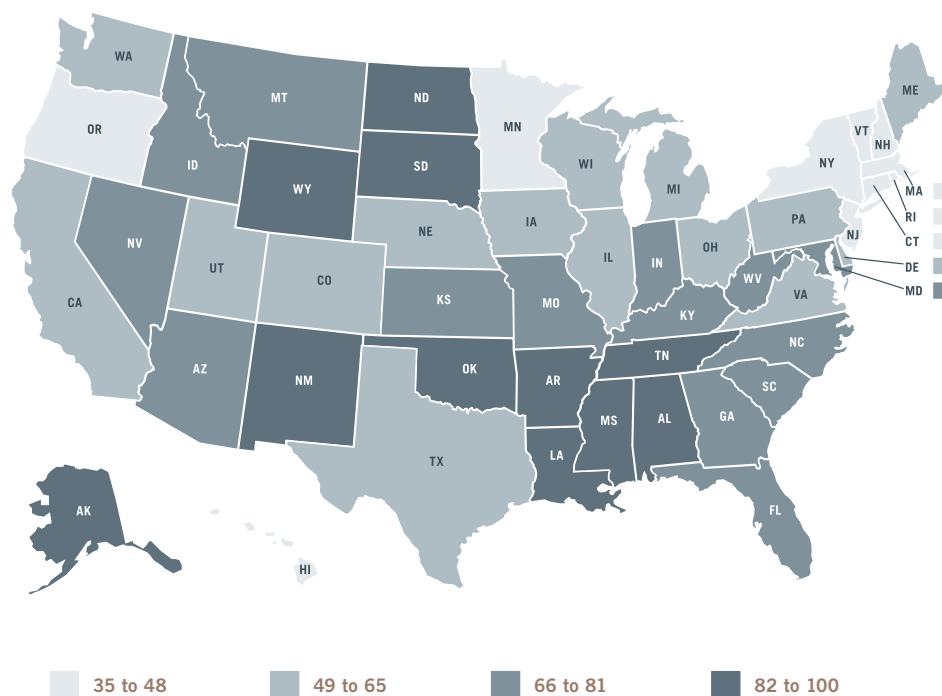 WA
MT
ND
MN
ME
OR
ID
SD
WI
VT
NH
NY
WY
MI
MA
RI
CT
NV
NE
IA
PA
NJ
UT
CO
IL
IN
OH
DE
MD
CA
KS
MO
WV
VA
KY
AZ
NM
OK
AR
TN
NC
SC
MS
AL
GA
TX
LA
FL
AK
HI
35 to 48
49 to 65
66 to 81
82 to 100